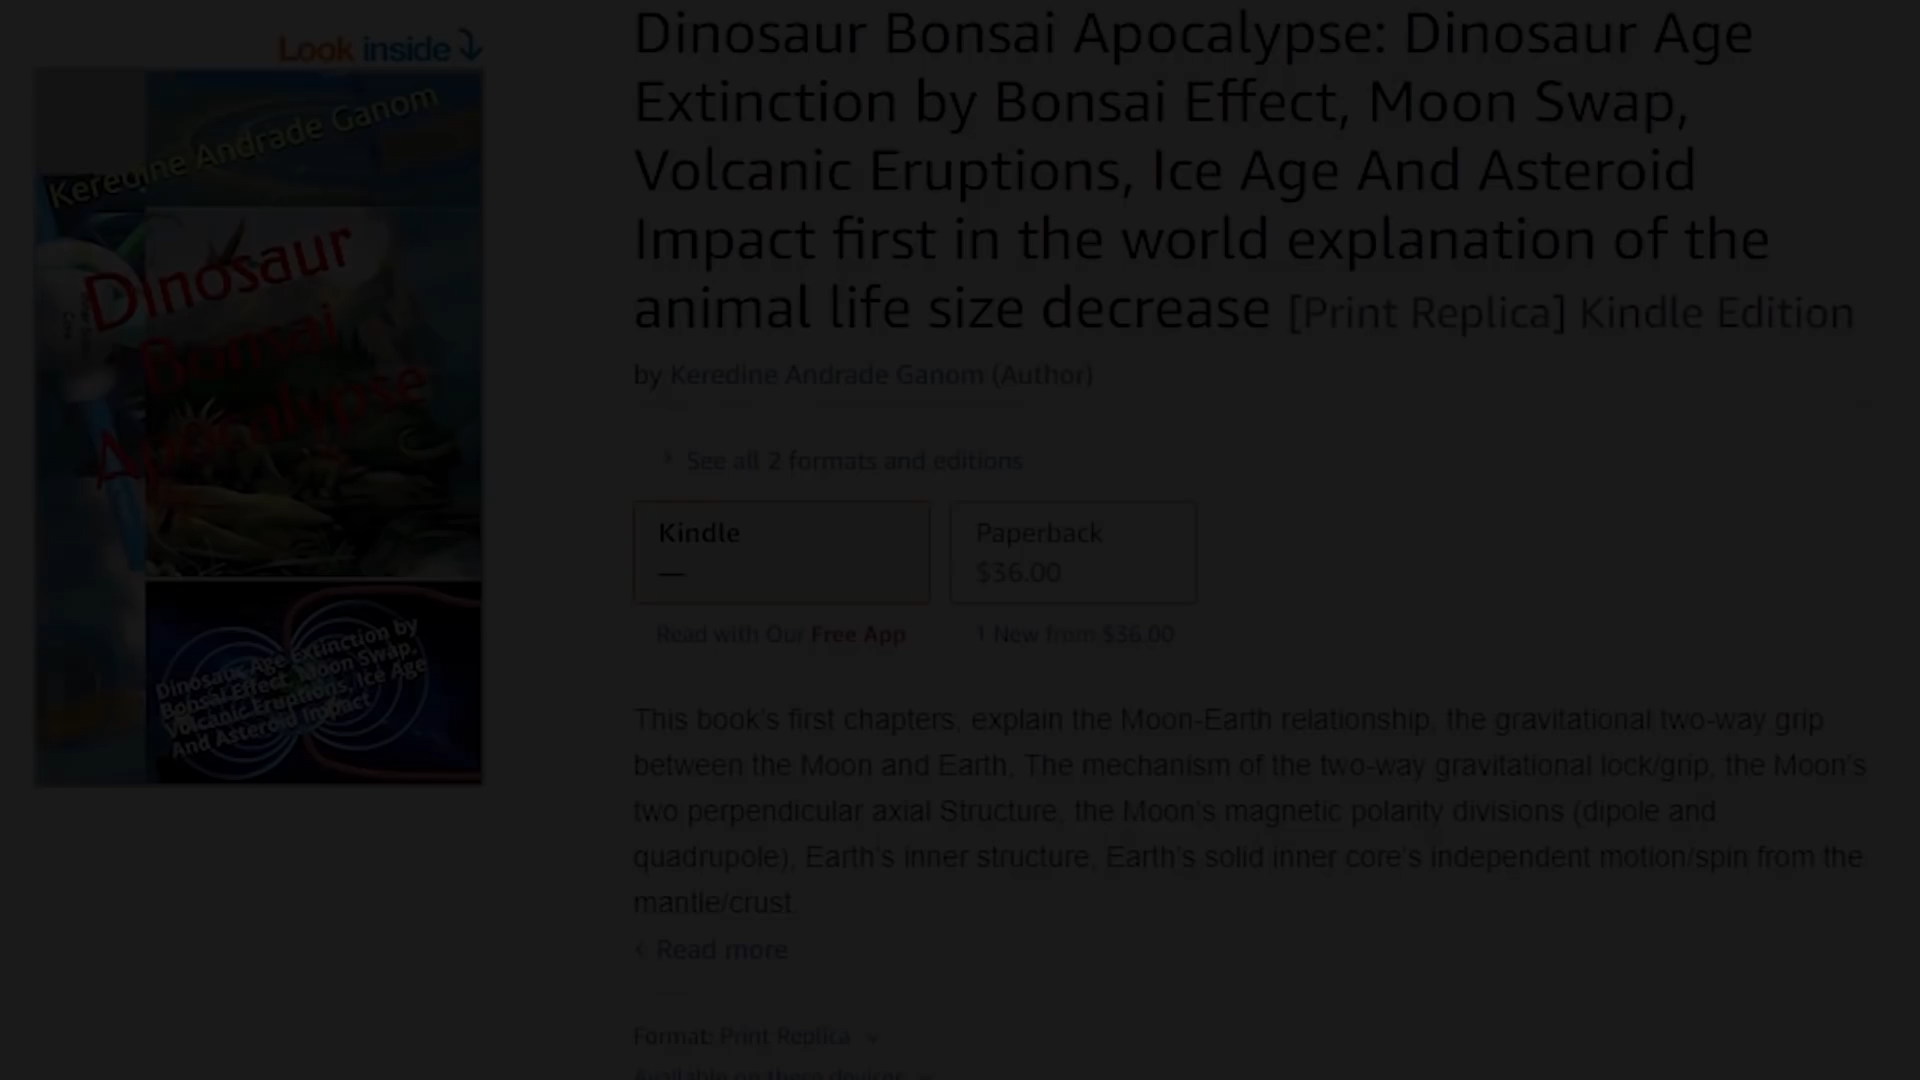 Look inside
Keredine Andrade Ganom
Dinosaur
Bonsai
Apocalypse
Dinosaur Age Extinction by
Bonsai Effect, Moon Swap,
Volcanic Eruptions, Ice Age
And Asteroid Impact
Dinosaur Bonsai Apocalypse: Dinosaur Age
Extinction by Bonsai Effect, Moon Swap,
Volcanic Eruptions, Ice Age And Asteroid
Impact first in the world explanation of the
animal life size decrease [Print Replica] Kindle Edition
by Keredine Andrade Ganom (Author)
See all 2 formats and editions
Kindle
—
Paperback
$36.00
Read with Our Free App
1 New from $36.00
This book's first chapters, explain the Moon-Earth relationship, the gravitational two-way grip
between the Moon and Earth, The mechanism of the two-way gravitational lock/grip, the Moon's
two perpendicular axial Structure, the Moon's magnetic polarity divisions (dipole and
quadrupole), Earth's inner structure, Earth's solid inner core's independent motion/spin from the
mantle/crust.
Read more
Format: Print Replica
Available on these devices